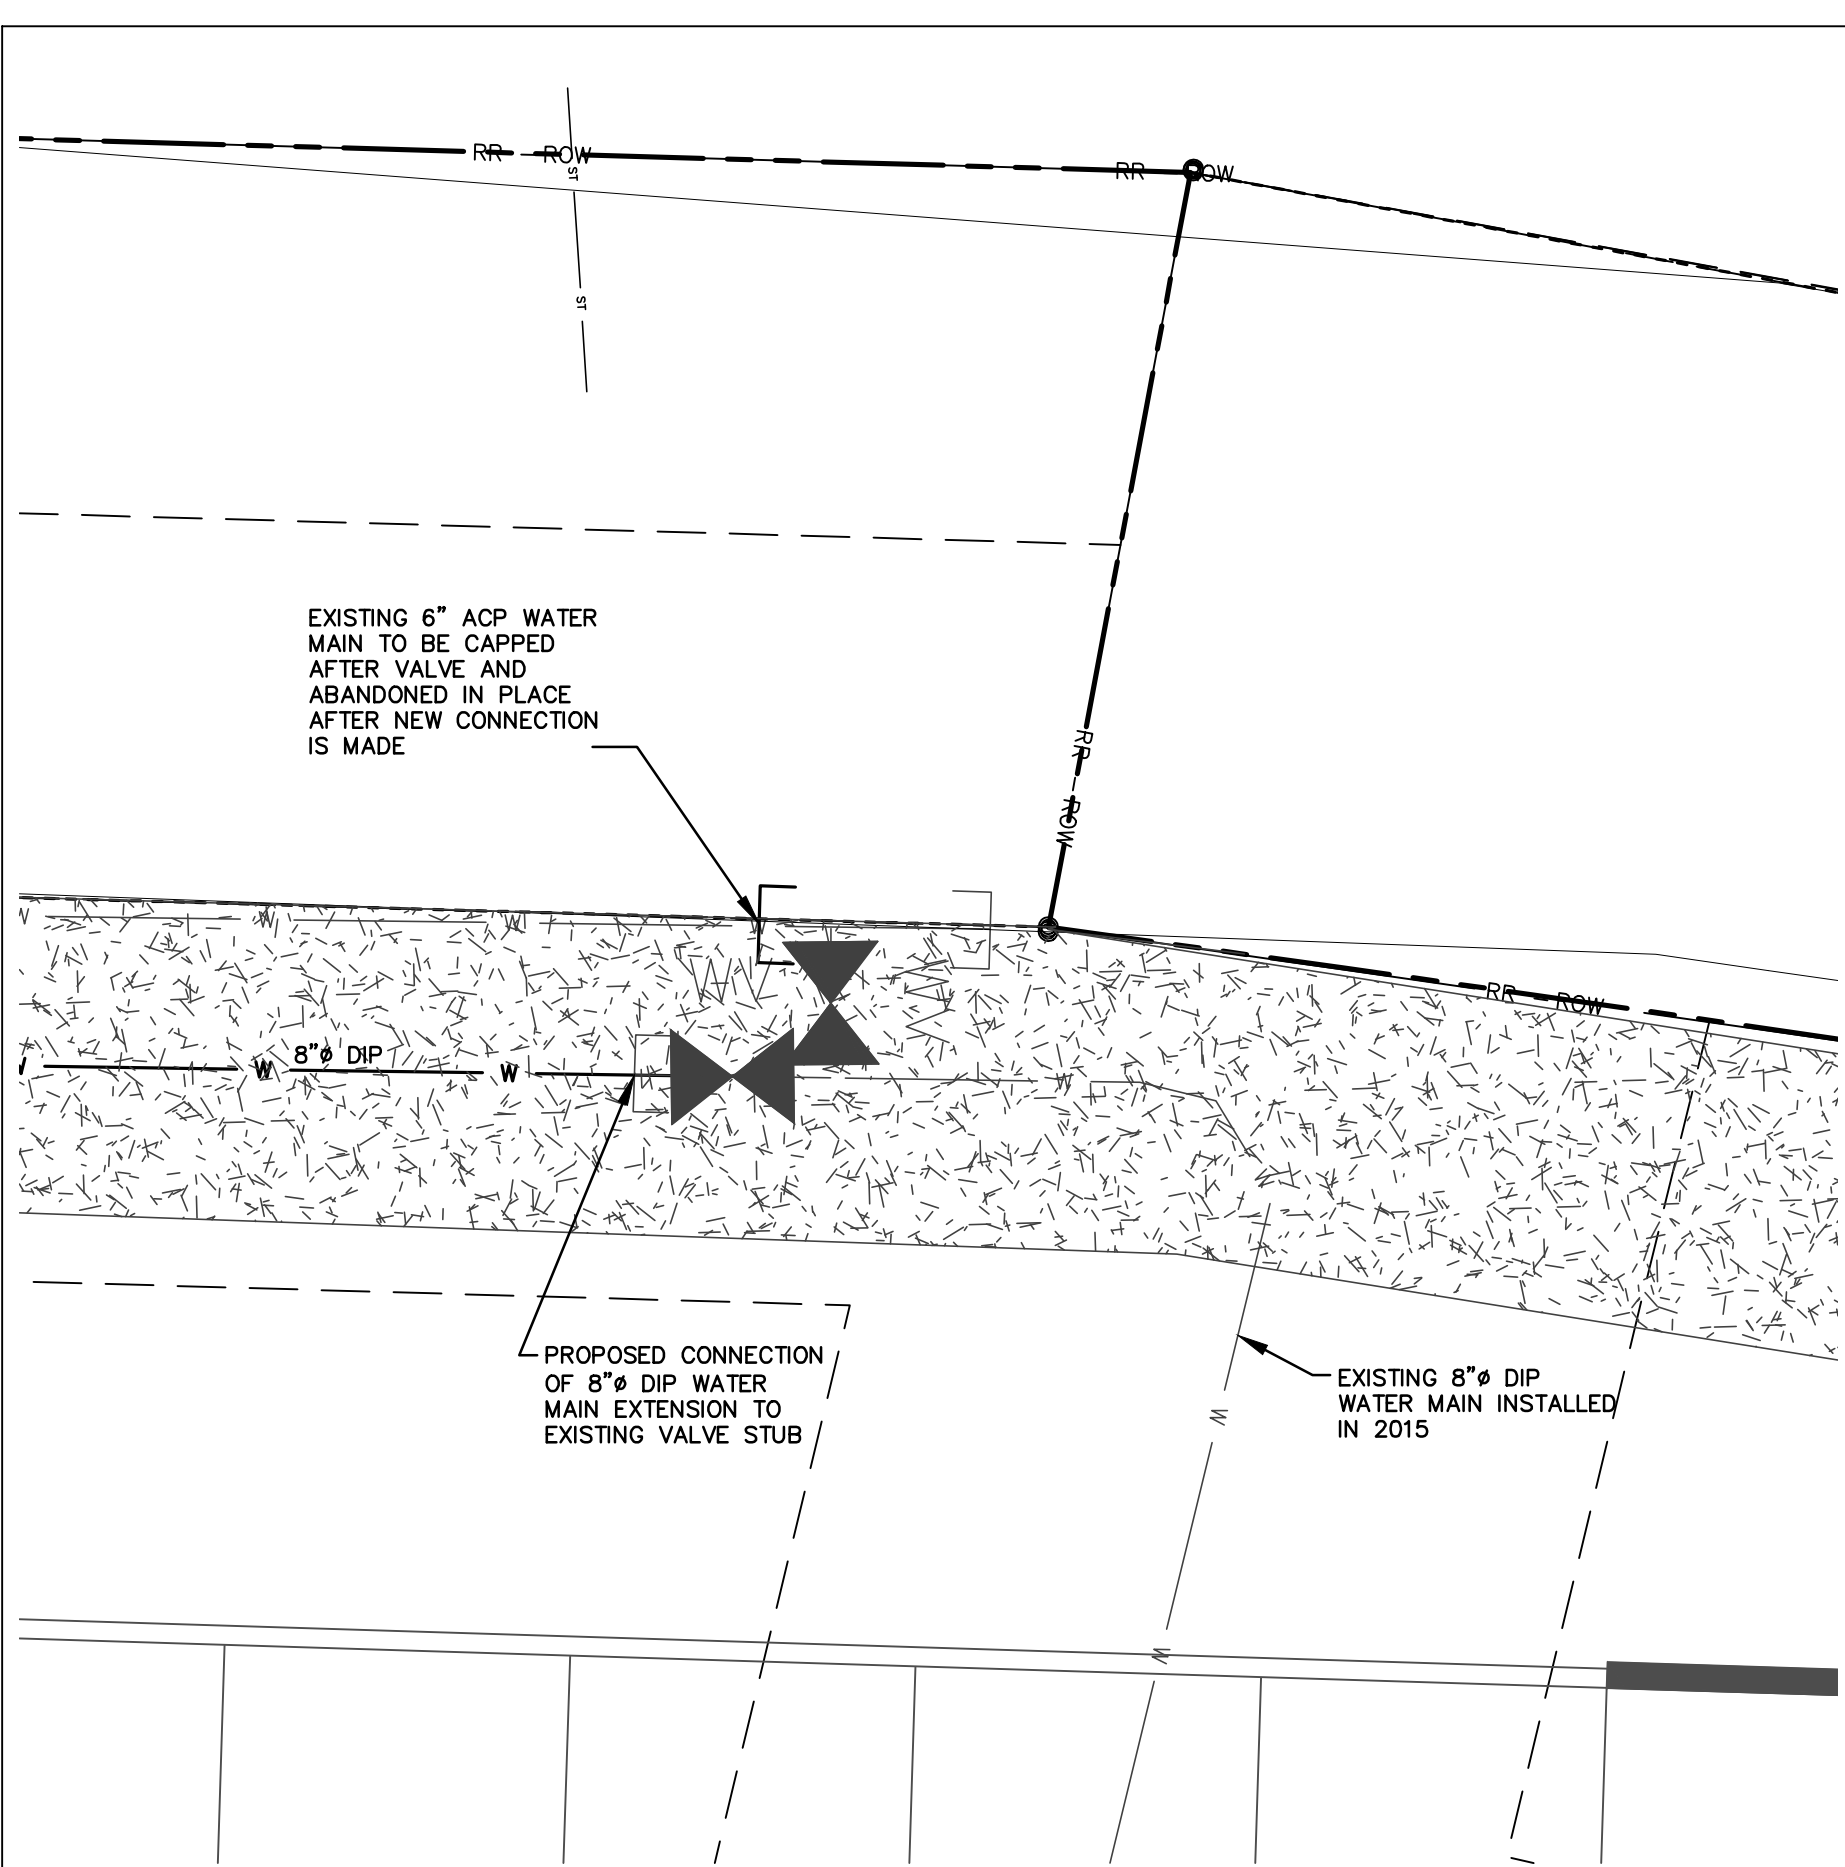 RR ROW
RR ROW
ST
ST
EXISTING 6" ACP WATER
MAIN TO BE CAPPED
AFTER VALVE AND
ABANDONED IN PLACE
AFTER NEW CONNECTION
IS MADE
RR ROW
W W W W
W
RR ROW
8"ø DIP
W W W
W
PROPOSED CONNECTION
OF 8"ø DIP WATER
MAIN EXTENSION TO
EXISTING VALVE STUB
EXISTING 8"ø DIP
WATER MAIN INSTALLED
IN 2015
W
W